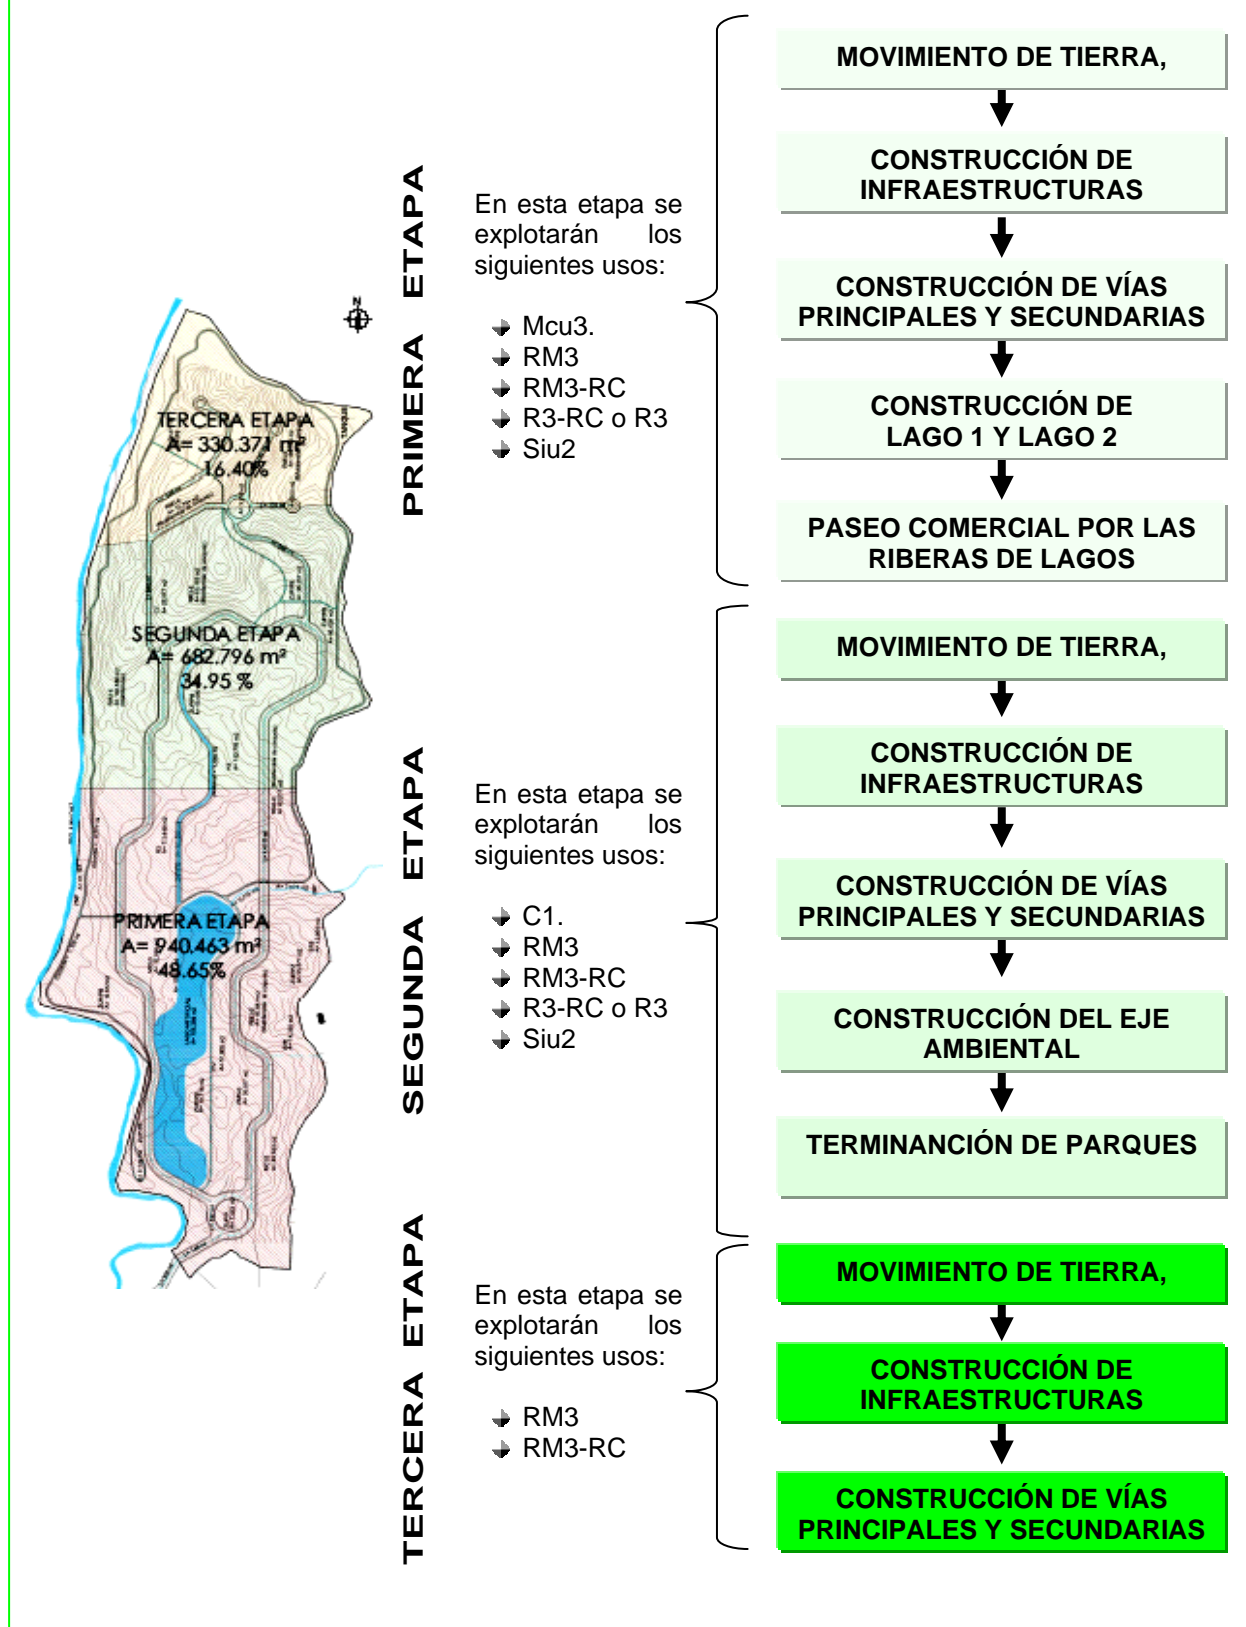 PRIMERA ETAPA
En esta etapa se
explotarán los
siguientes usos:
Mcu3.
RM3
RM3-RC
R3-RC o R3
Siu2
MOVIMIENTO DE TIERRA,
CONSTRUCCIÓN DE
INFRAESTRUCTURAS
CONSTRUCCIÓN DE VÍAS
PRINCIPALES Y SECUNDARIAS
CONSTRUCCIÓN DE
LAGO 1 Y LAGO 2
PASEO COMERCIAL POR LAS
RIBERAS DE LAGOS
N
TERCERA ETAPA
A= 330.371 m²
16.40%
SEGUNDA ETAPA
A= 682.796 m²
34.95 %
PRIMERA ETAPA
A= 940.463 m²
48.65%
SEGUNDA ETAPA
En esta etapa se
explotarán los
siguientes usos:
C1.
RM3
RM3-RC
R3-RC o R3
Siu2
MOVIMIENTO DE TIERRA,
CONSTRUCCIÓN DE
INFRAESTRUCTURAS
CONSTRUCCIÓN DE VÍAS
PRINCIPALES Y SECUNDARIAS
CONSTRUCCIÓN DEL EJE
AMBIENTAL
TERMINANCIÓN DE PARQUES
TERCERA ETAPA
En esta etapa se
explotarán los
siguientes usos:
RM3
RM3-RC
MOVIMIENTO DE TIERRA,
CONSTRUCCIÓN DE
INFRAESTRUCTURAS
CONSTRUCCIÓN DE VÍAS
PRINCIPALES Y SECUNDARIAS